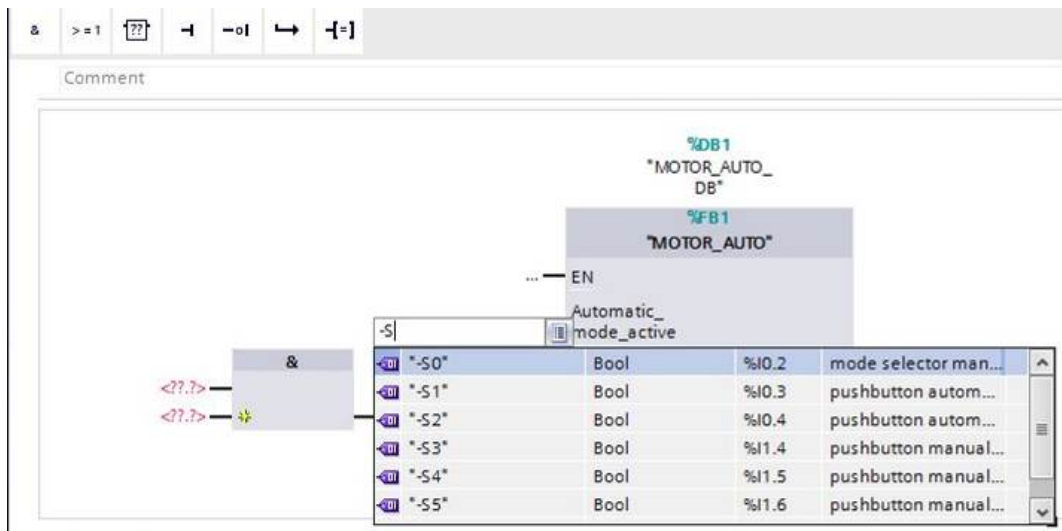 & >=1 ??
Comment
%DB1
"MOTOR_AUTO_
DB"
%FB1
"MOTOR_AUTO"
... EN
Automatic_
mode_active
-S
&
<??.?>
<??.?>
"-S0" Bool %I0.2 mode selector man...
"-S1" Bool %I0.3 pushbutton autom...
"-S2" Bool %I0.4 pushbutton autom...
"-S3" Bool %I1.4 pushbutton manual...
"-S4" Bool %I1.5 pushbutton manual...
"-S5" Bool %I1.6 pushbutton manual...